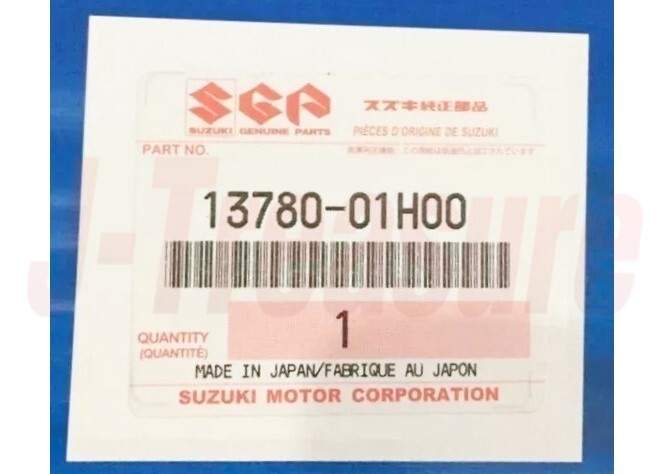 SGP
SUZUKI GENUINE PARTS
スズキ純正部品
PIÈCES D'ORIGINE DE SUZUKI
PART NO.
13780-01H00
1
QUANTITY
(QUANTITÉ)
MADE IN JAPAN/FABRIQUE AU JAPON
SUZUKI MOTOR CORPORATION
J-Treasure